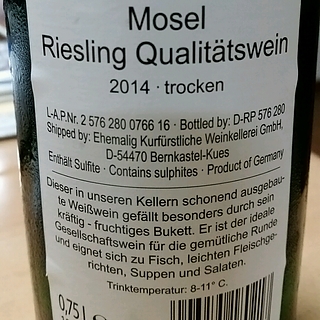 Mosel
Riesling Qualitätswein
2014 · trocken
L-A.P.Nr. 2 576 280 0766 16 · Bottled by: D-RP 576 280
Shipped by: Ehemalig Kurfürstliche Weinkellerei GmbH,
D-54470 Bernkastel-Kues
Enthält Sulfite · Contains sulphites · Product of Germany
Dieser in unseren Kellern schonend ausgebau-
te Weißwein gefällt besonders durch sein
kräftig - fruchtiges Bukett. Er ist der ideale
Gesellschaftswein für die gemütliche Runde
und eignet sich zu Fisch, leichten Fleischge-
richten, Suppen und Salaten.
Trinktemperatur: 8-11° C.
0,75 l